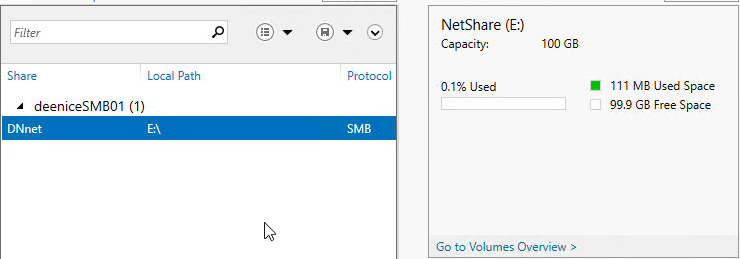 Filter
Share Local Path Protocol
deeniceSMB01 (1)
DNnet E:\ SMB
NetShare (E:)
Capacity: 100 GB
0.1% Used
111 MB Used Space
99.9 GB Free Space
Go to Volumes Overview >